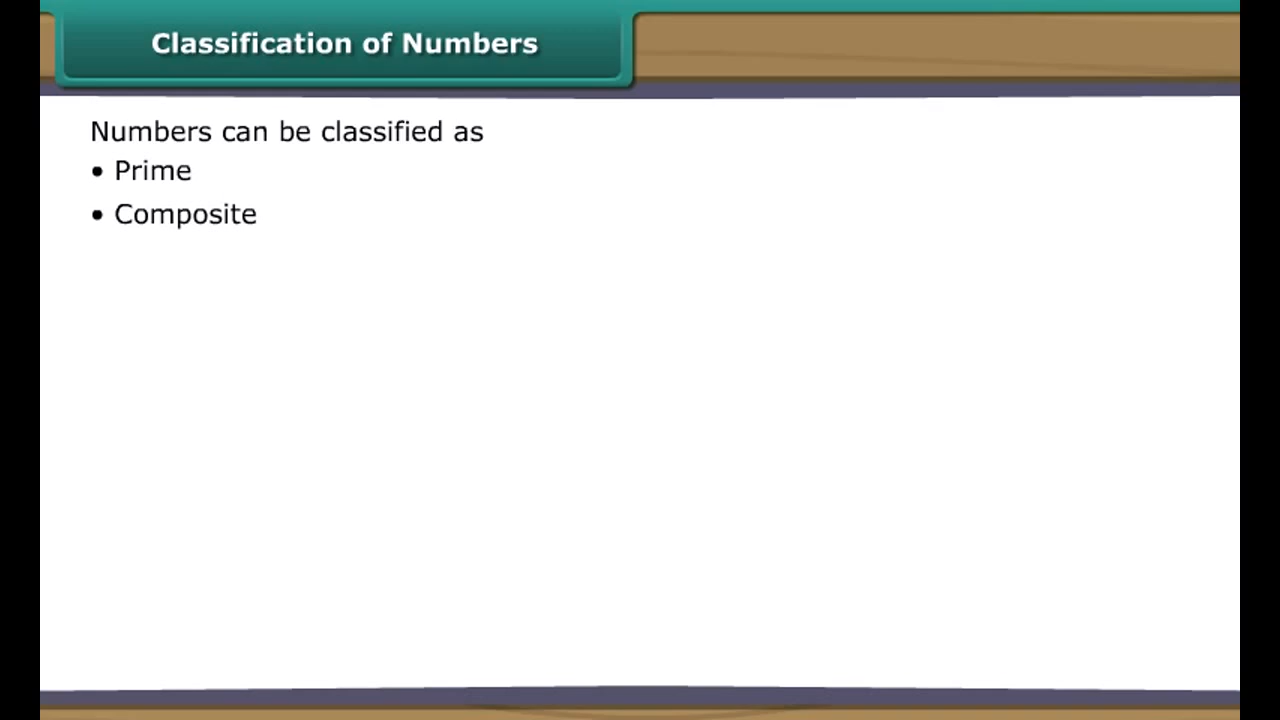 Classification of Numbers
Numbers can be classified as
• Prime
• Composite